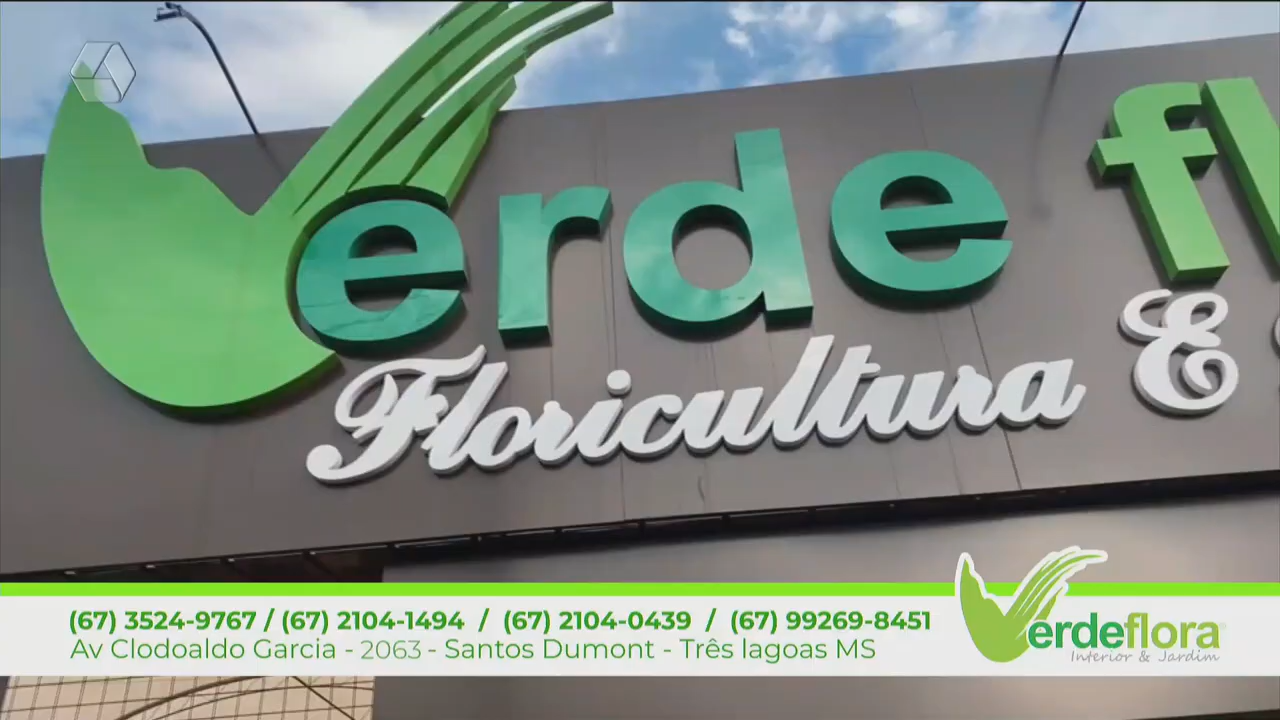 Verde fl
Floricultura E
(67) 3524-9767 / (67) 2104-1494 / (67) 2104-0439 / (67) 99269-8451
Av Clodoaldo Garcia - 2063 - Santos Dumont - Três lagoas MS
Verdeflora
Interior & Jardim